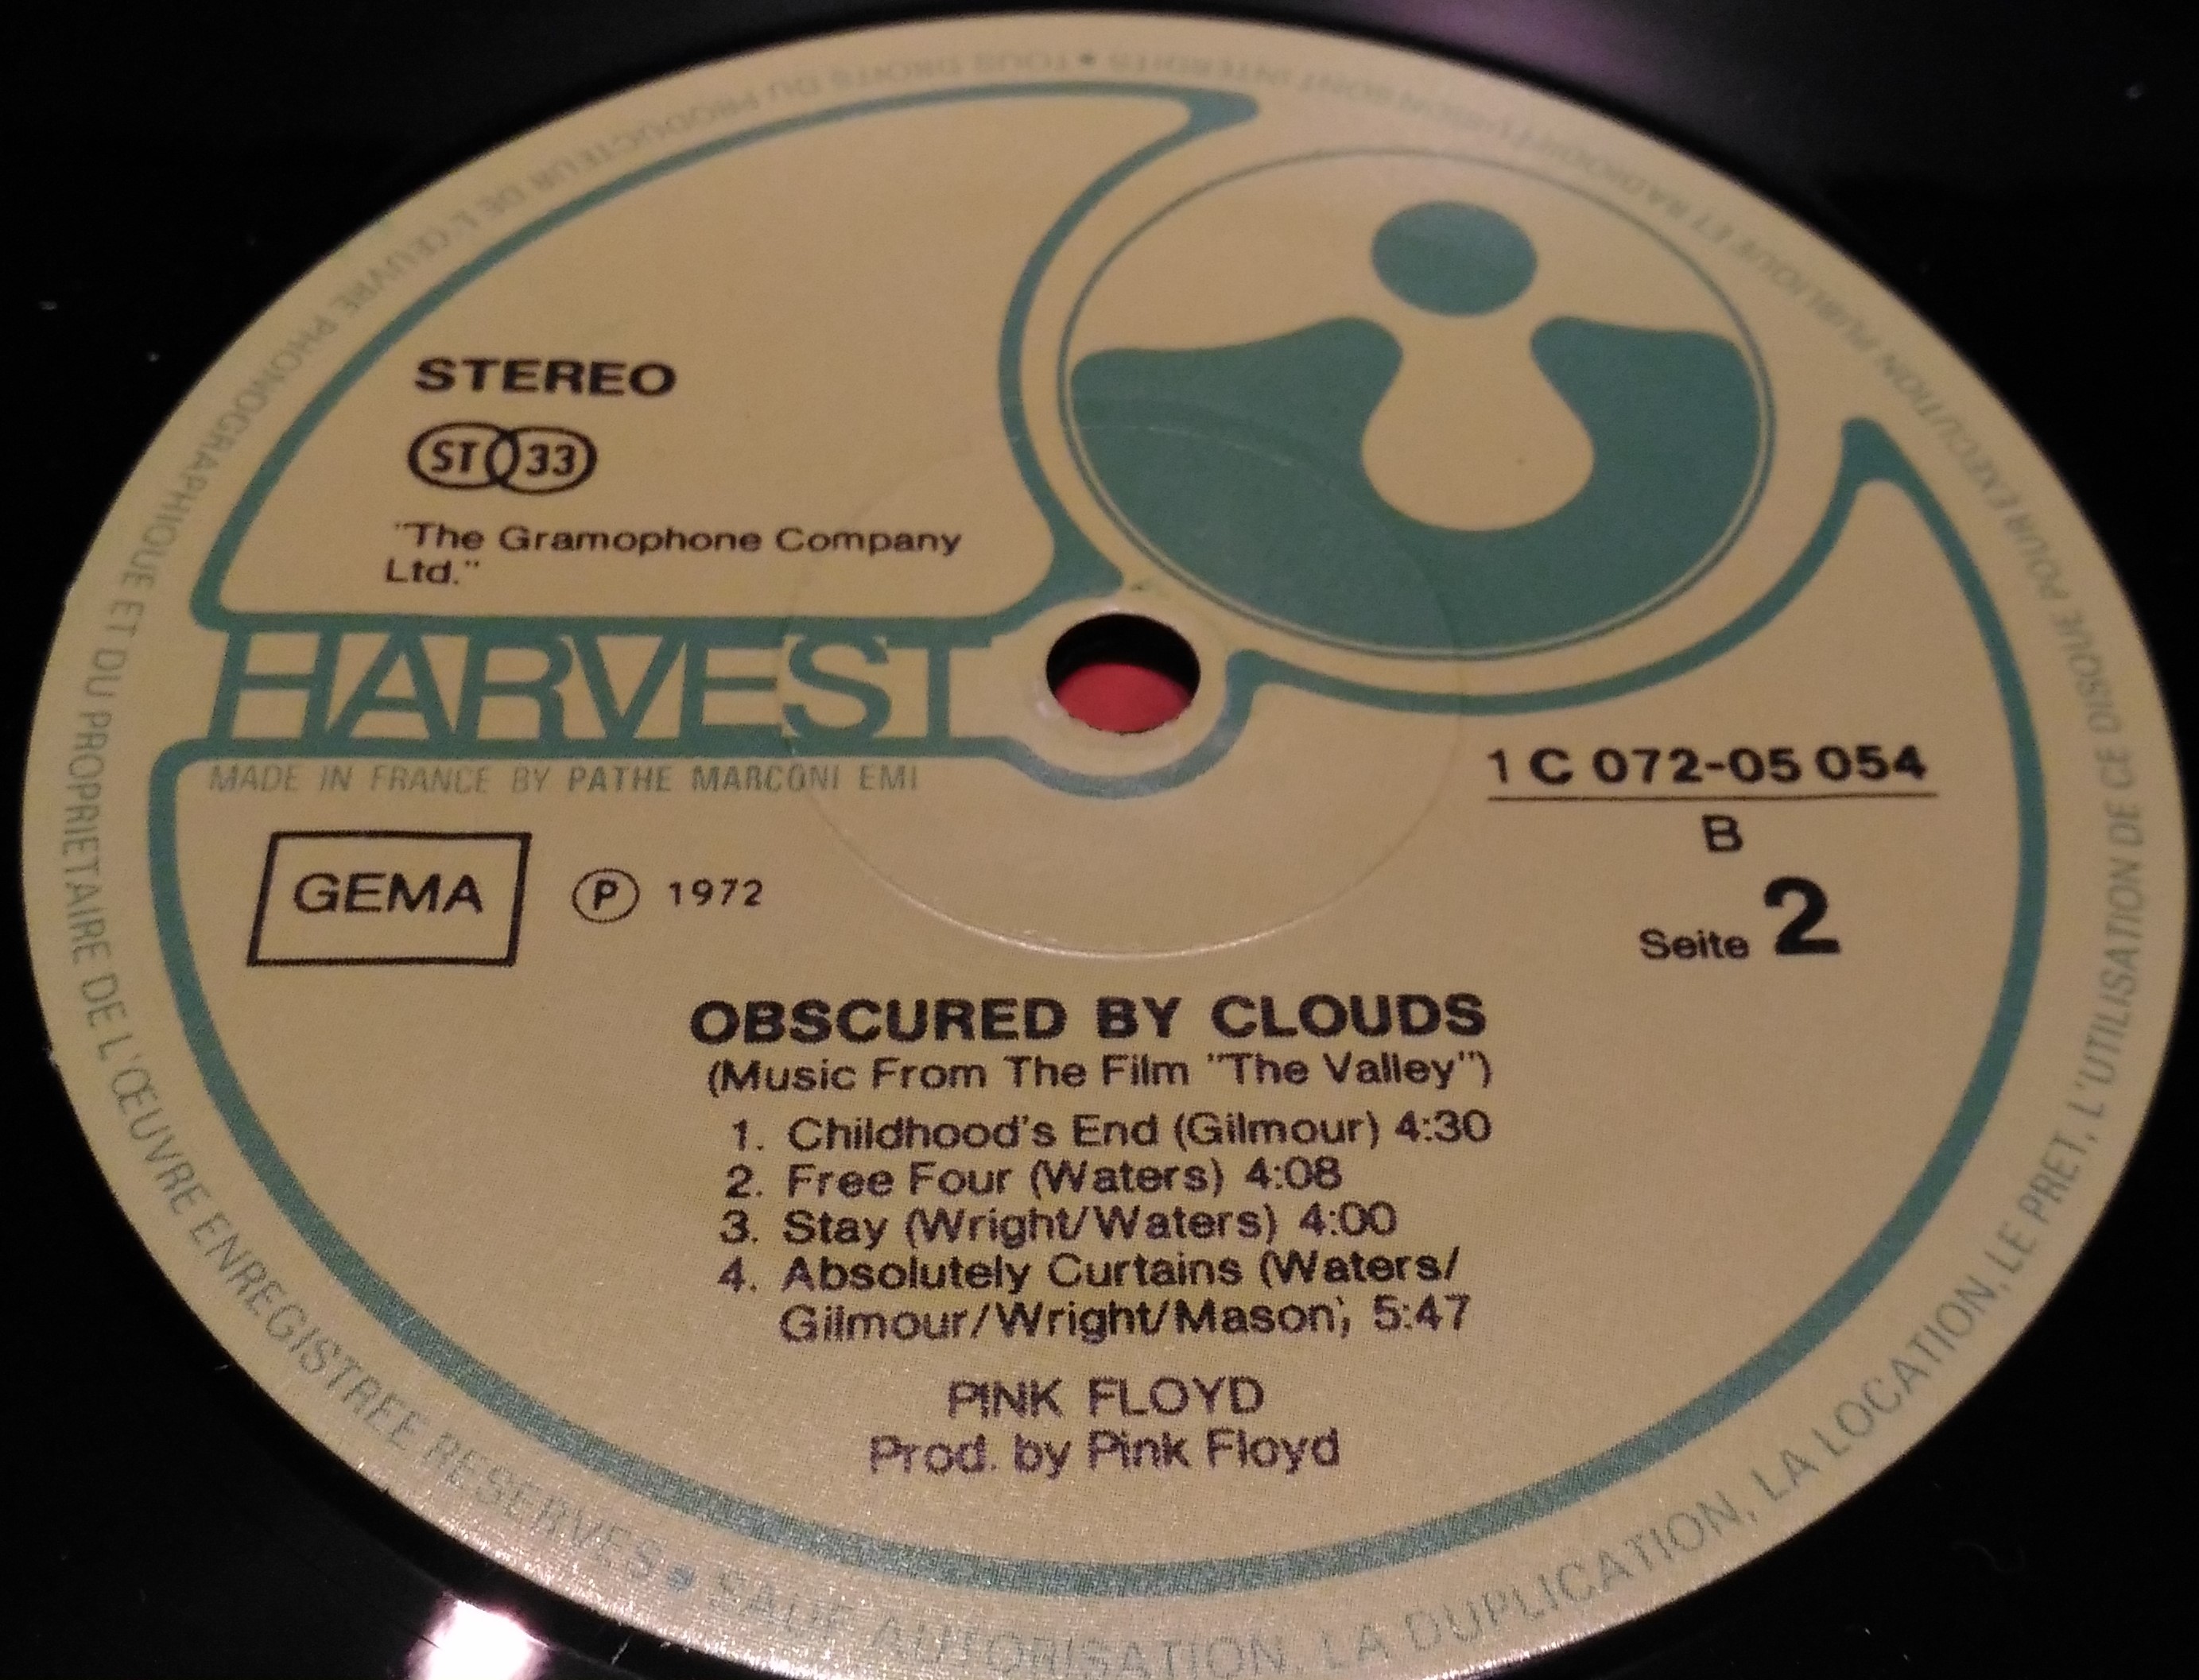 STEREO
ST 33
"The Gramophone Company
Ltd."
HARVEST
MADE IN FRANCE BY PATHE MARCONI EMI
1 C 072-05 054
B
Seite 2
GEMA
Ⓟ 1972
OBSCURED BY CLOUDS
(Music From The Film "The Valley")
1. Childhood's End (Gilmour) 4:30
2. Free Four (Waters) 4:08
3. Stay (Wright/Waters) 4:00
4. Absolutely Curtains (Waters/
Gilmour/Wright/Mason) 5:47
PINK FLOYD
Prod. by Pink Floyd
TOUS DROITS DU PRODUCTEUR DE L'ŒUVRE PHONOGRAPHIQUE ET DU PROPRIETAIRE DE L'ŒUVRE ENREGISTREE RESERVES • SAUF AUTORISATION, LA DUPLICATION, LA LOCATION, LE PRET, L'UTILISATION DE CE DISQUE POUR EXECUTION PUBLIQUE ET RADIODIFFUSION SONT INTERDITS •